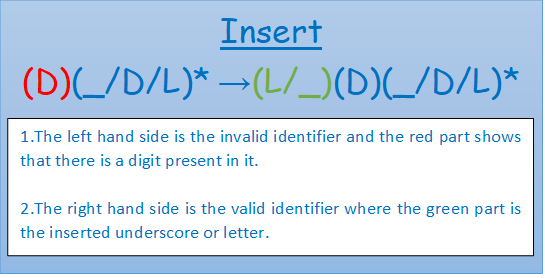 Insert
(D)(_/D/L)* →(L/_)(D)(_/D/L)*
1.The left hand side is the invalid identifier and the red part shows
that there is a digit present in it.
2.The right hand side is the valid identifier where the green part is
the inserted underscore or letter.